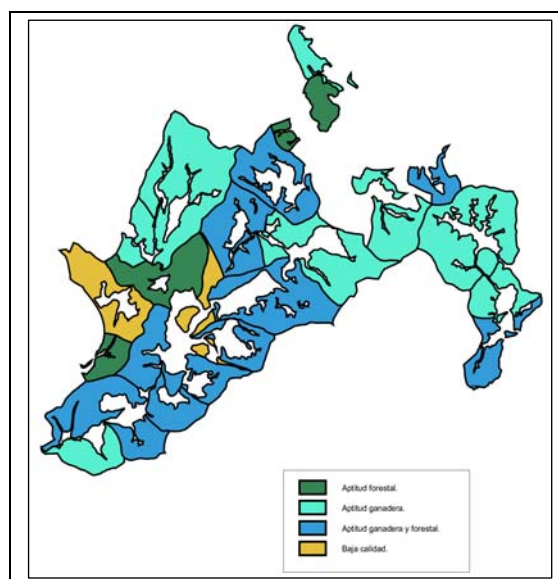 Aptitud forestal.
Aptitud ganadera.
Aptitud ganadera y forestal.
Baja calidad.